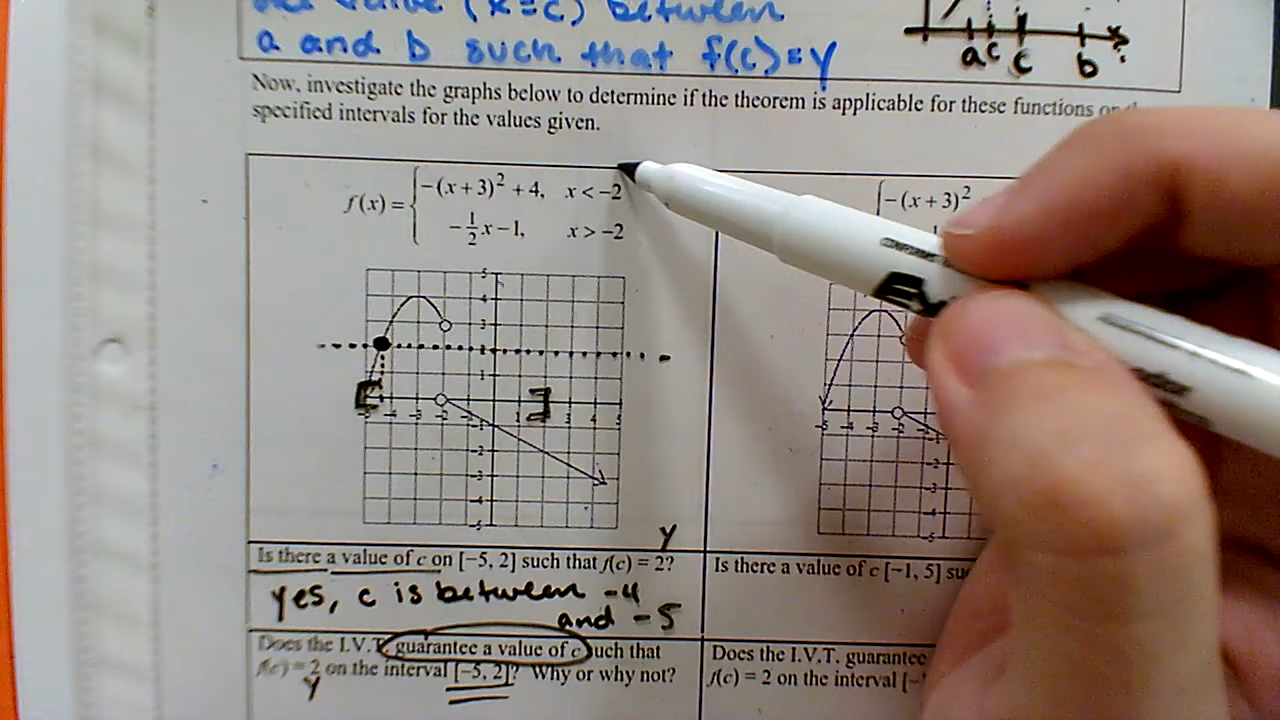 (x=c) between
a and b such that f(c)=y
a c c b
Now, investigate the graphs below to determine if the theorem is applicable for these functions
specified intervals for the values given.
f(x) = { -(x+3)² + 4, x < -2
-1/2x - 1, x > -2
Is there a value of c on [-5, 2] such that f(c) = 2?
y
yes, c is between -4
and -5
Does the I.V.T. guarantee a value of c such that
f(c) = 2 on the interval [-5, 2]? Why or why not?
y
-(x+3)²
Is there a value of c [-1, 5]
Does the I.V.T. guarantee
f(c) = 2 on the interval